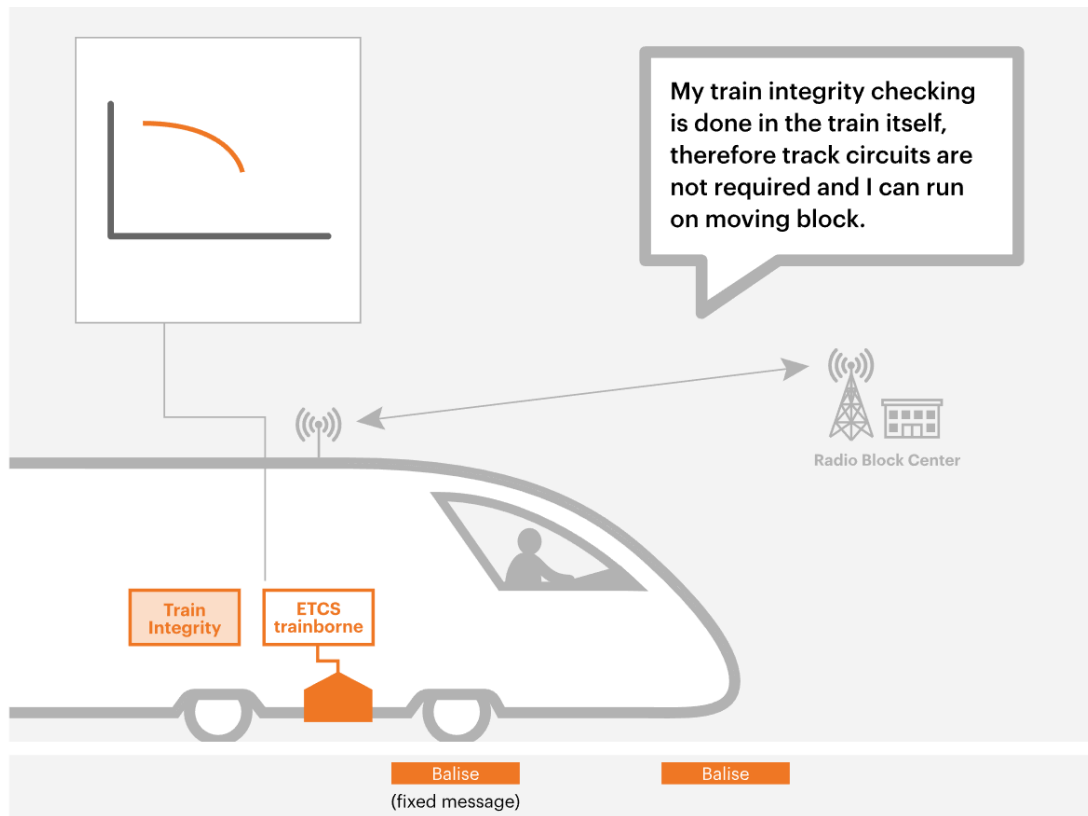 My train integrity checking
is done in the train itself,
therefore track circuits are
not required and I can run
on moving block.
Radio Block Center
Train
Integrity
ETCS
trainborne
Balise
(fixed message)
Balise